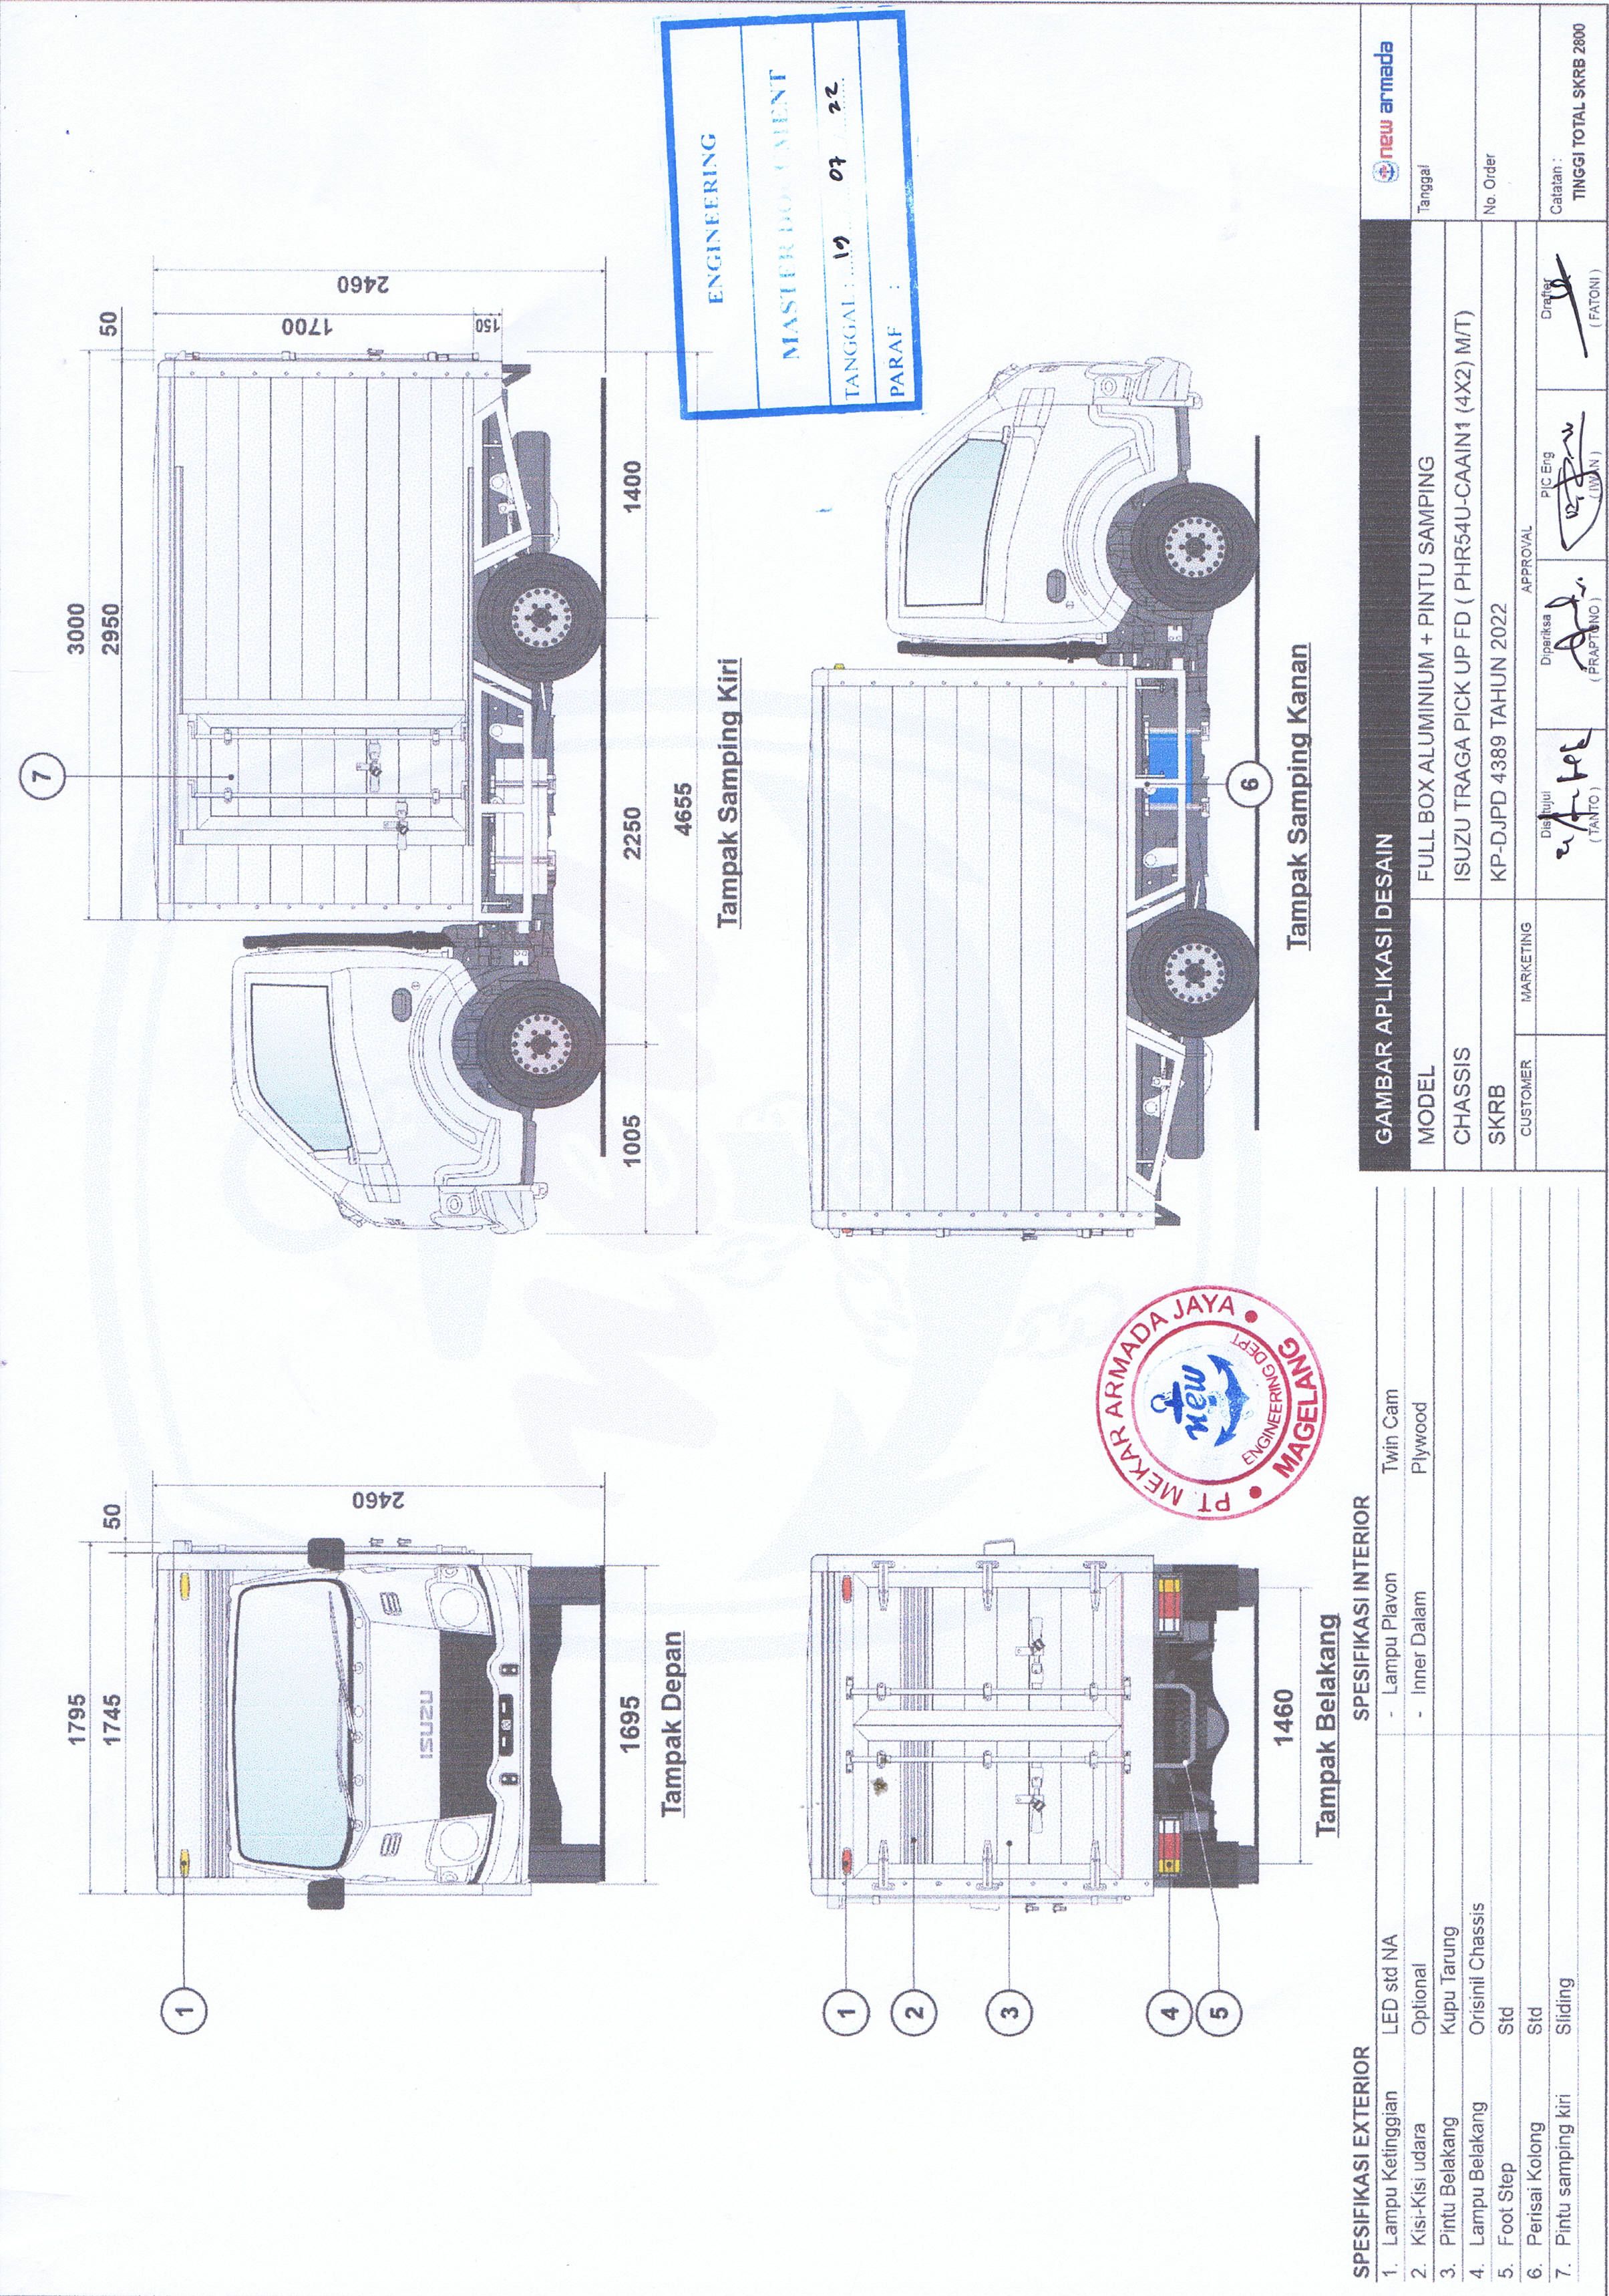 7
1795
1745
50
3000
2950
50
1
ISUZU
2460
1700
2460
150
1695
Tampak Depan
1005
2250
1400
4655
Tampak Samping Kiri
ENGINEERING
MASTER DOCUMENT
TANGGAL : 19 07 22
PARAF :
1
2
3
4
5
1460
Tampak Belakang
PT. MEKAR ARMADA JAYA
new
ENGINEERING DEPT
MAGELANG
6
Tampak Samping Kanan
SPESIFIKASI EXTERIOR
1. Lampu Ketinggian LED std NA
2. Kisi-Kisi udara Optional
3. Pintu Belakang Kupu Tarung
4. Lampu Belakang Orisinil Chassis
5. Foot Step Std
6. Perisai Kolong Std
7. Pintu samping kiri Sliding
SPESIFIKASI INTERIOR
- Lampu Plavon Twin Cam
- Inner Dalam Plywood
GAMBAR APLIKASI DESAIN
MODEL FULL BOX ALUMINIUM + PINTU SAMPING
CHASSIS ISUZU TRAGA PICK UP FD ( PHR54U-CAAIN1 (4X2) M/T)
SKRB KP-DJPD 4389 TAHUN 2022
CUSTOMER MARKETING APPROVAL
Disetujui Diperiksa PIC Eng Drafter
( TANTO ) ( PRAPTONO ) ( IWAN ) ( FATONI )
new armada
Tanggal
No. Order
Catatan :
TINGGI TOTAL SKRB 2800